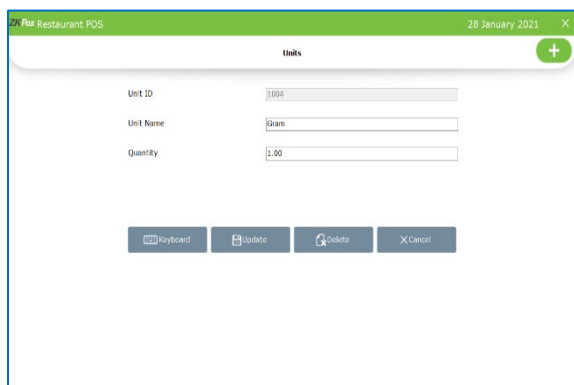 ZKPos Restaurant POS 28 January 2021 X
Units
+
Unit ID 1004
Unit Name Gram
Quantity 1.00
Keyboard Update Delete Cancel